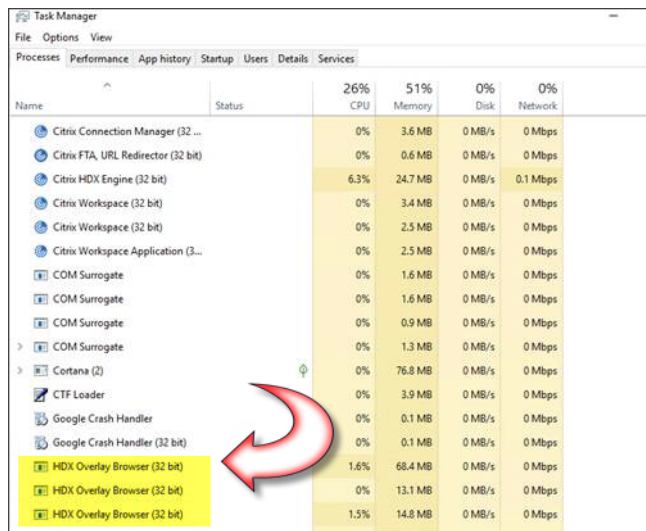 Task Manager
File Options View
Processes Performance App history Startup Users Details Services
26% 51% 0% 0%
Name Status CPU Memory Disk Network
Citrix Connection Manager (32 ... 0% 3.6 MB 0 MB/s 0 Mbps
Citrix FTA, URL Redirector (32 bit) 0% 0.6 MB 0 MB/s 0 Mbps
Citrix HDX Engine (32 bit) 6.3% 24.7 MB 0 MB/s 0.1 Mbps
Citrix Workspace (32 bit) 0% 3.4 MB 0 MB/s 0 Mbps
Citrix Workspace (32 bit) 0% 2.5 MB 0 MB/s 0 Mbps
Citrix Workspace Application (3... 0% 2.5 MB 0 MB/s 0 Mbps
COM Surrogate 0% 1.6 MB 0 MB/s 0 Mbps
COM Surrogate 0% 1.6 MB 0 MB/s 0 Mbps
COM Surrogate 0% 0.9 MB 0 MB/s 0 Mbps
COM Surrogate 0% 1.3 MB 0 MB/s 0 Mbps
Cortana (2) 0% 76.8 MB 0 MB/s 0 Mbps
CTF Loader 0% 3.9 MB 0 MB/s 0 Mbps
Google Crash Handler 0% 0.1 MB 0 MB/s 0 Mbps
Google Crash Handler (32 bit) 0% 0.1 MB 0 MB/s 0 Mbps
HDX Overlay Browser (32 bit) 1.6% 68.4 MB 0 MB/s 0 Mbps
HDX Overlay Browser (32 bit) 0% 13.1 MB 0 MB/s 0 Mbps
HDX Overlay Browser (32 bit) 1.5% 14.8 MB 0 MB/s 0 Mbps